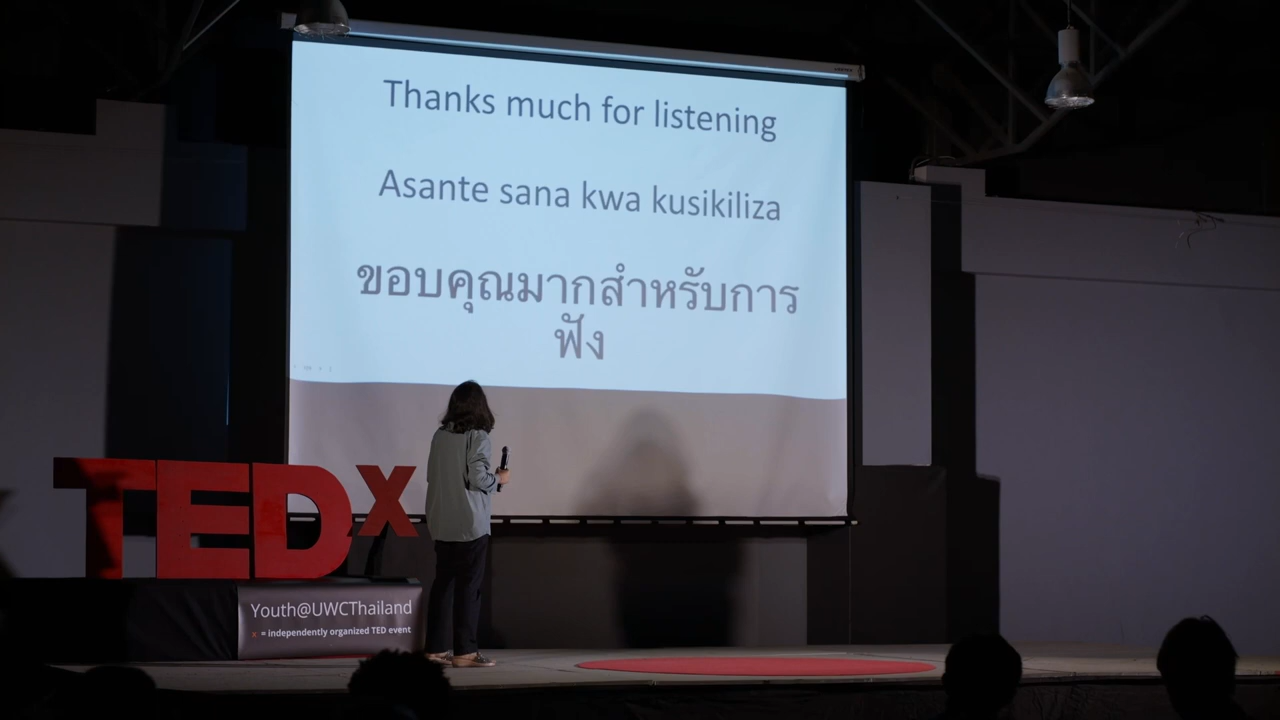 Thanks much for listening
Asante sana kwa kusikiliza
ขอบคุณมากสำหรับการ
ฟัง
TEDx
Youth@UWCThailand
x = independently organized TED event